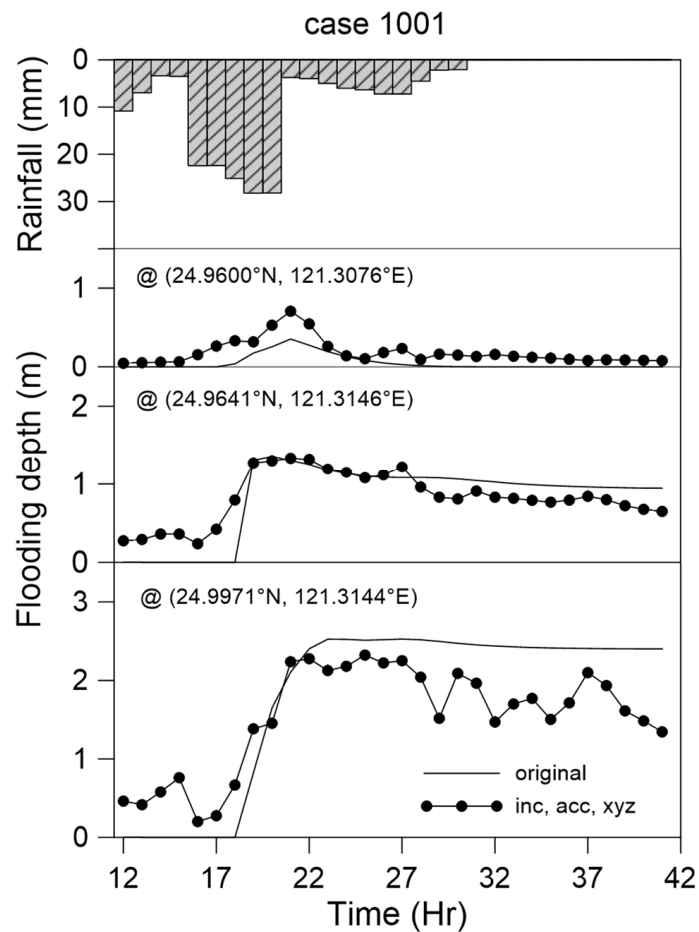 case 1001
Rainfall (mm)
0
10
20
30
Flooding depth (m)
@ (24.9600°N, 121.3076°E)
1
0
@ (24.9641°N, 121.3146°E)
2
1
0
@ (24.9971°N, 121.3144°E)
3
2
1
0
original
inc, acc, xyz
12 17 22 27 32 37 42
Time (Hr)